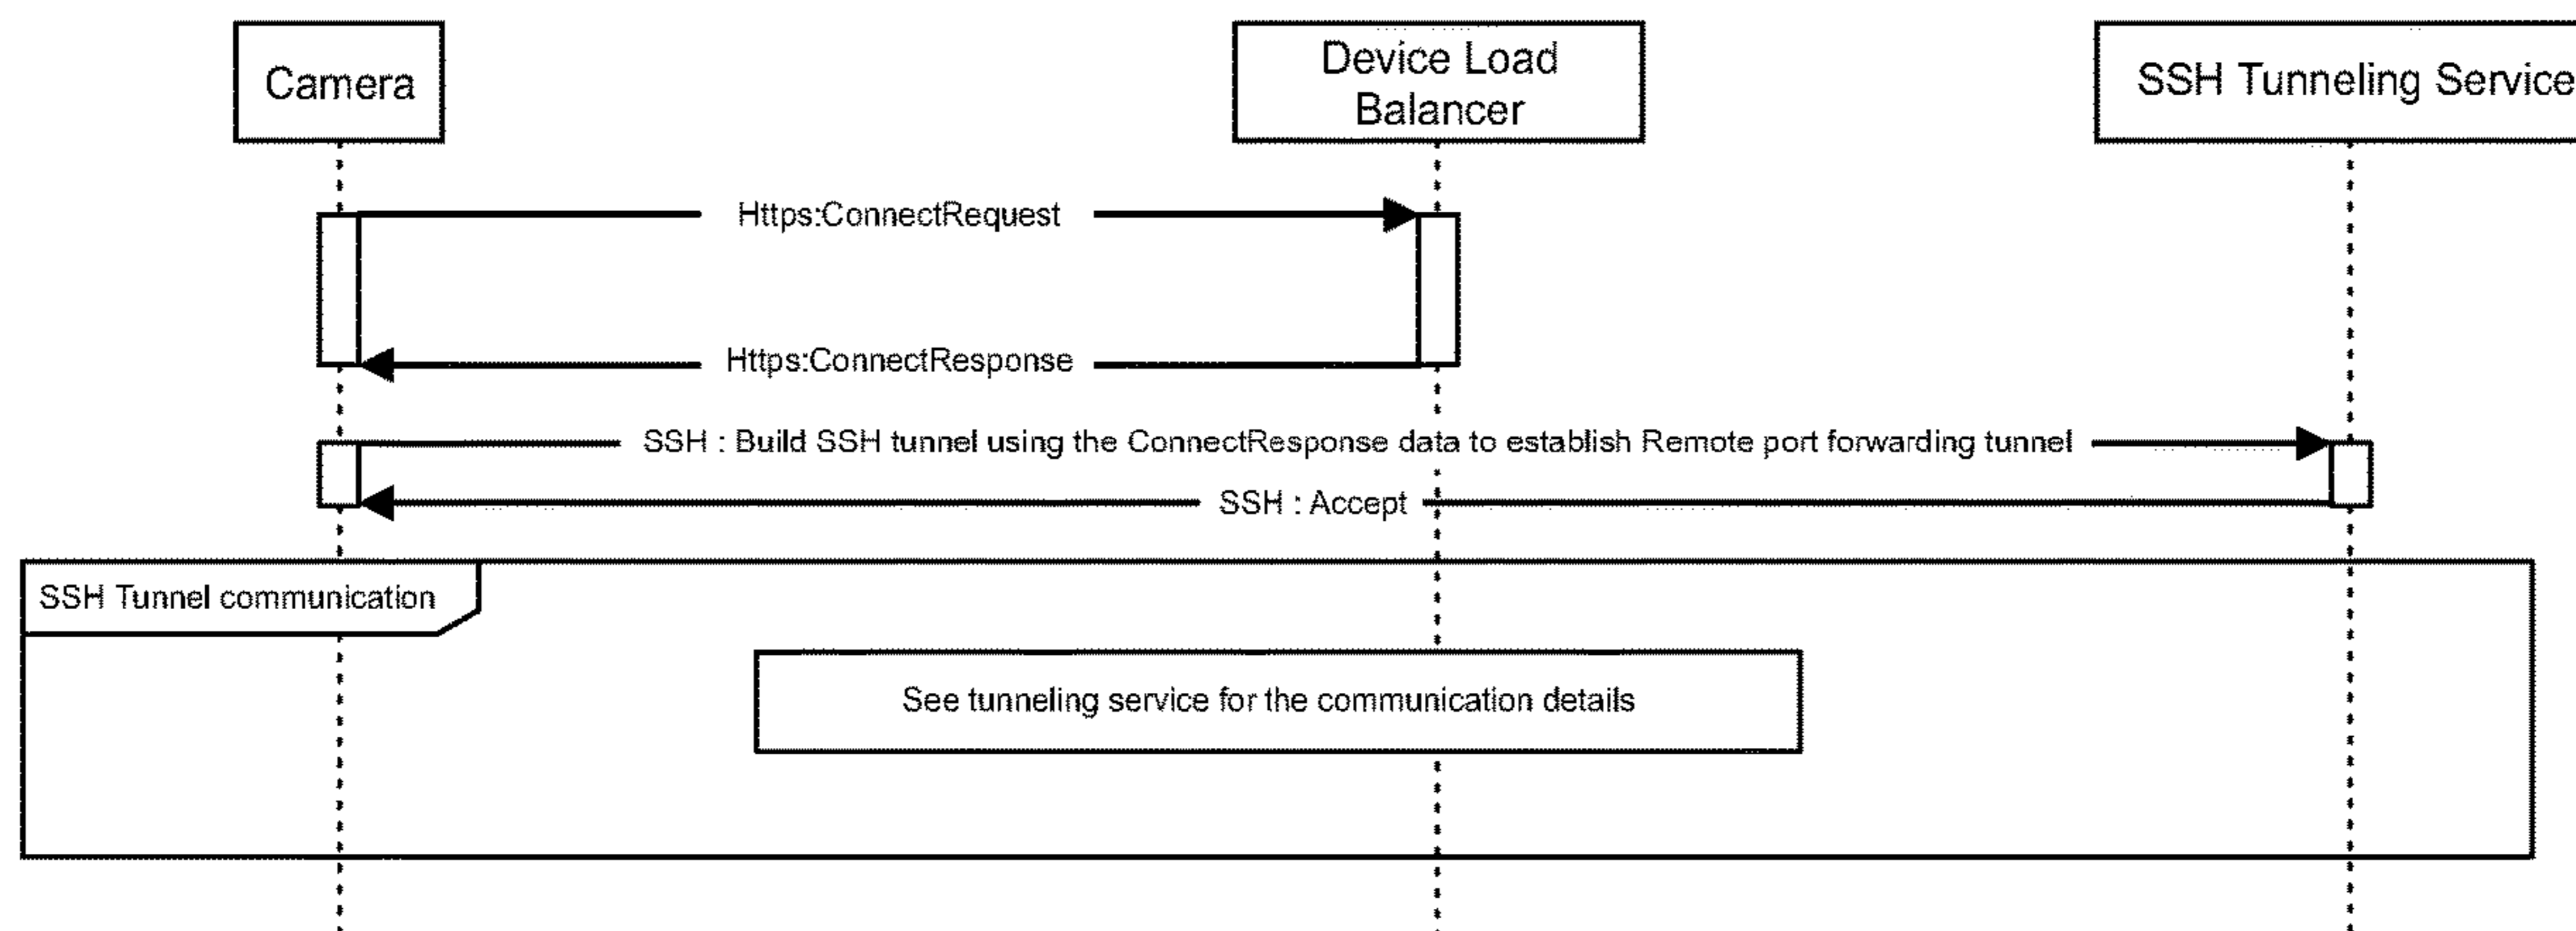 Camera
Device Load
Balancer
SSH Tunneling Service
Https:ConnectRequest
Https:ConnectResponse
SSH : Build SSH tunnel using the ConnectResponse data to establish Remote port forwarding tunnel
SSH : Accept
SSH Tunnel communication
See tunneling service for the communication details